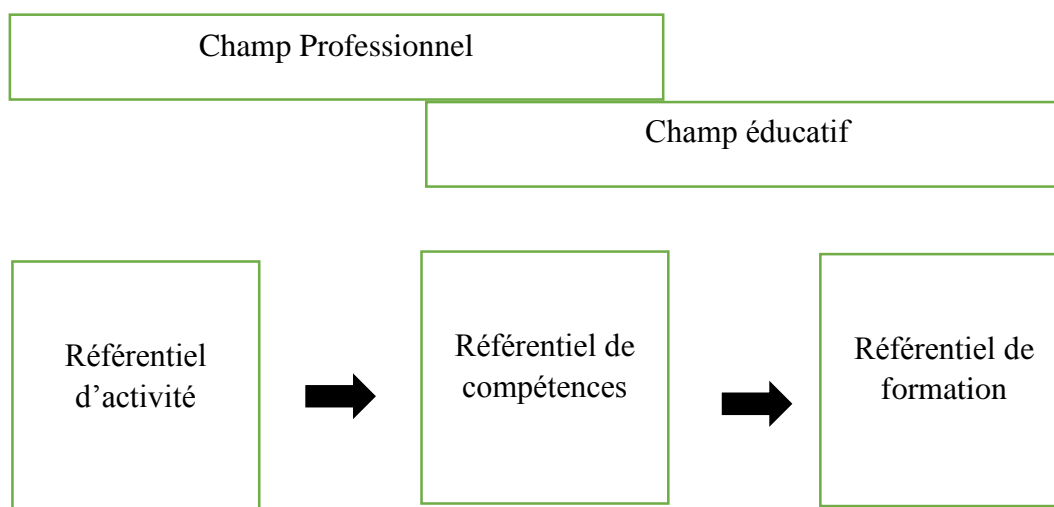 Champ Professionnel
Champ éducatif
Référentiel
d’activité
Référentiel de
compétences
Référentiel de
formation